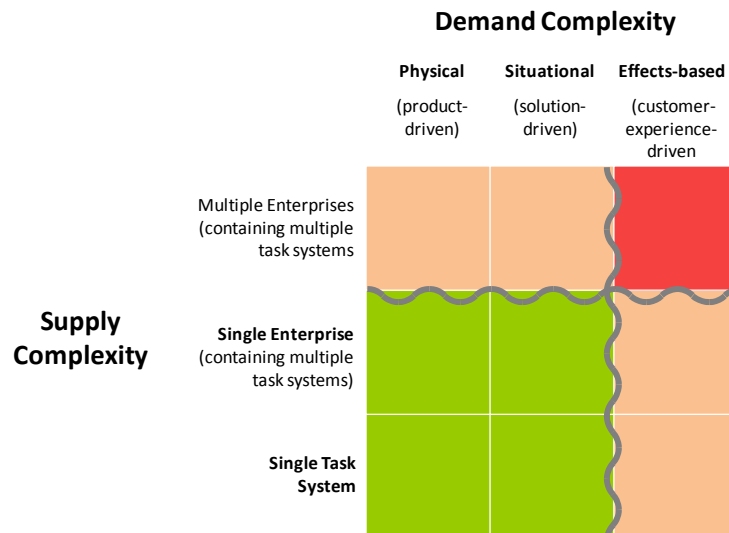 Demand Complexity
Physical
Situational
Effects-based
(product-
driven)
(solution-
driven)
(customer-
experience-
driven
Multiple Enterprises
(containing multiple
task systems
Supply
Complexity
Single Enterprise
(containing multiple
task systems)
Single Task
System